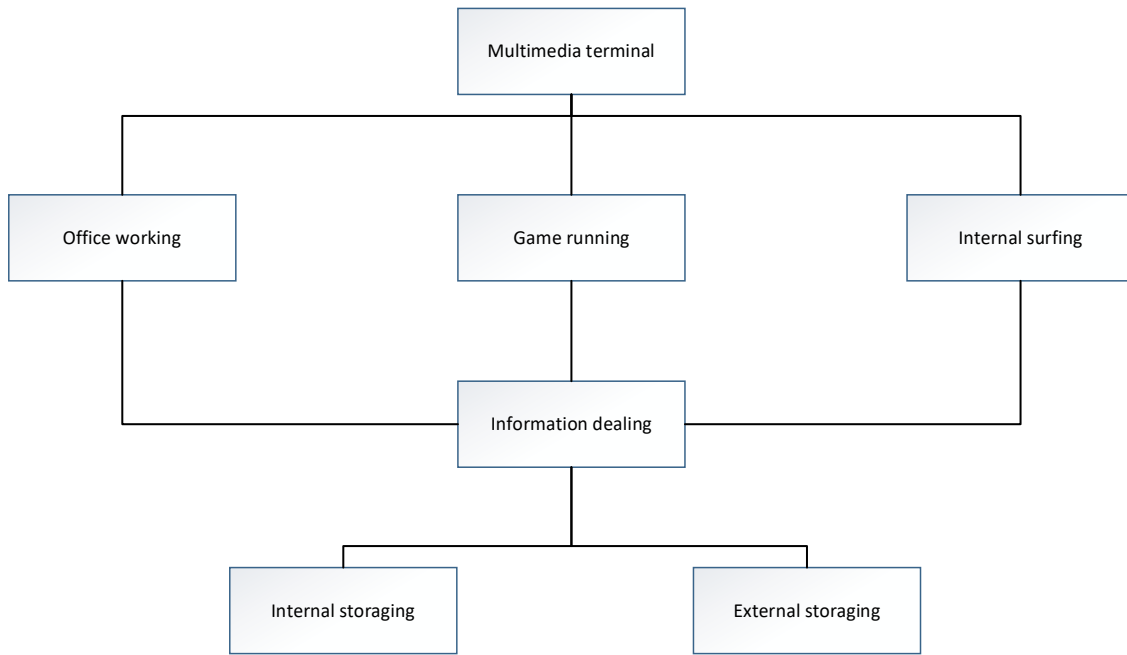 Multimedia terminal
Office working
Game running
Internal surfing
Information dealing
Internal storaging
External storaging